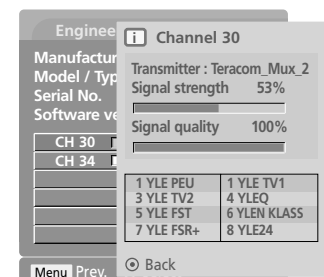 Enginee
Channel 30
Manufactur
Model / Typ
Serial No.
Software ve
Transmitter : Teracom_Mux_2
Signal strength 53%
Signal quality 100%
CH 30
CH 34
1 YLE PEU 1 YLE TV1
3 YLE TV2 4 YLEQ
5 YLE FST 6 YLEN KLASS
7 YLE FSR+ 8 YLE24
Menu Prev.
Back